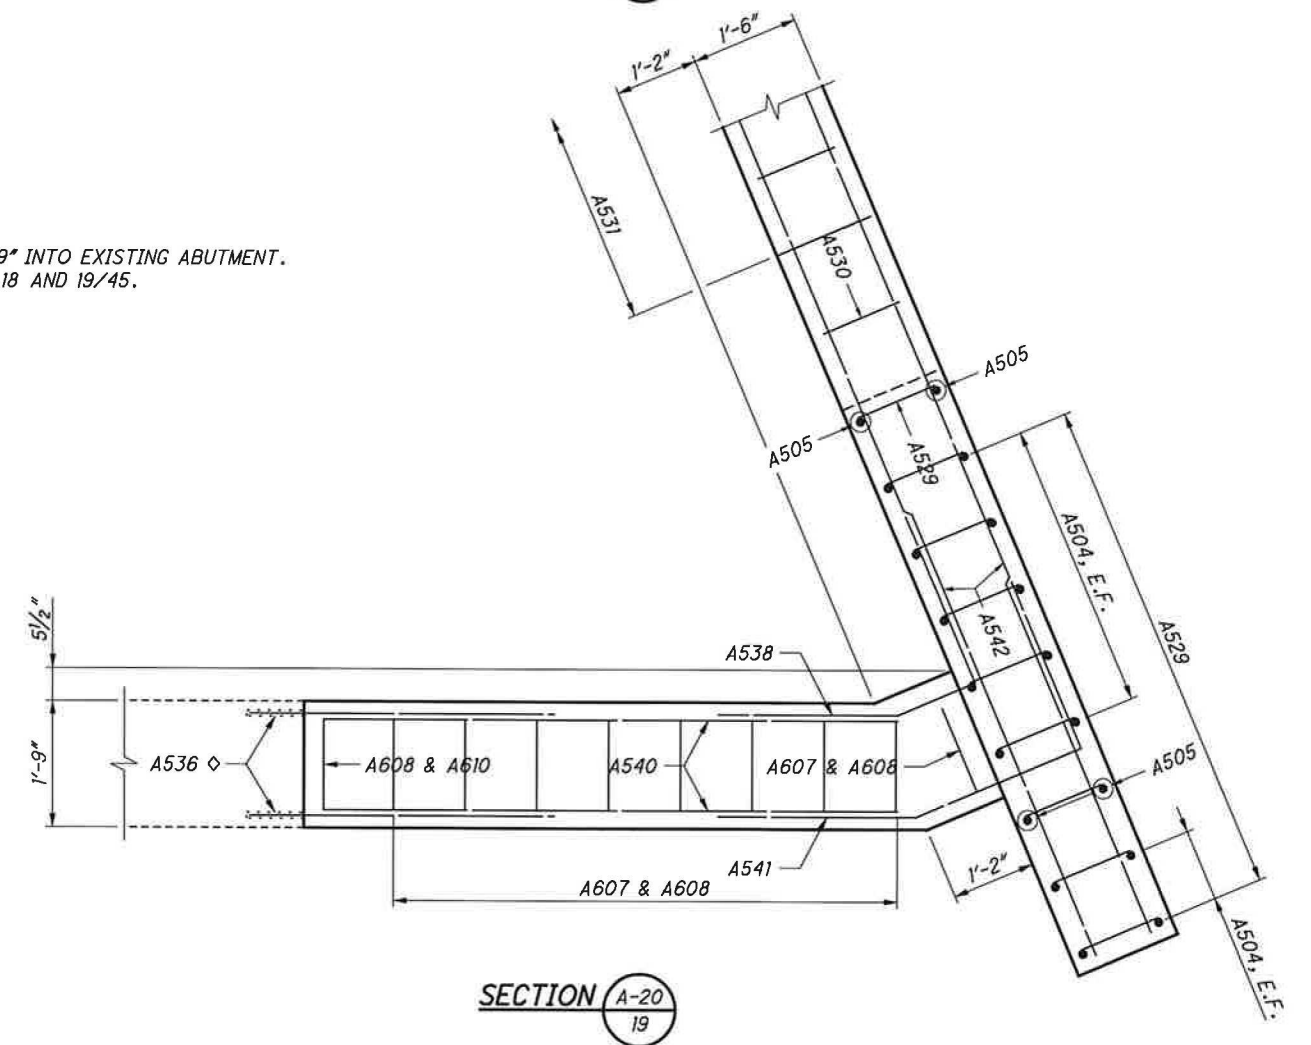 1'-6"
1'-2"
A531
9" INTO EXISTING ABUTMENT.
18 AND 19/45.
A530
A505
A505
A529
A504, E.F.
A529
A542
5½"
A538
1'-9"
A536 ◊
A608 & A610
A540
A607 & A608
A505
A541
1'-2"
A607 & A608
A504, E.F.
SECTION A-20
19